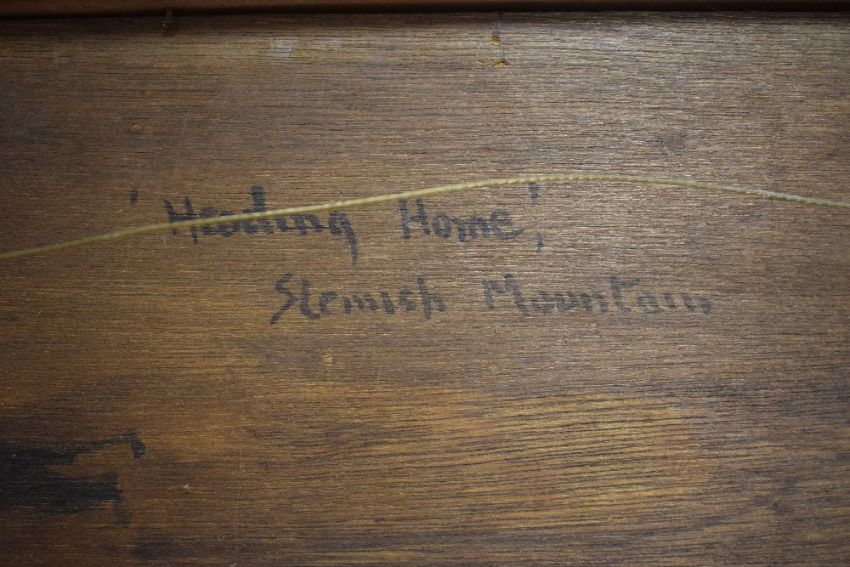 'Heading Home',
Slemish Mountain